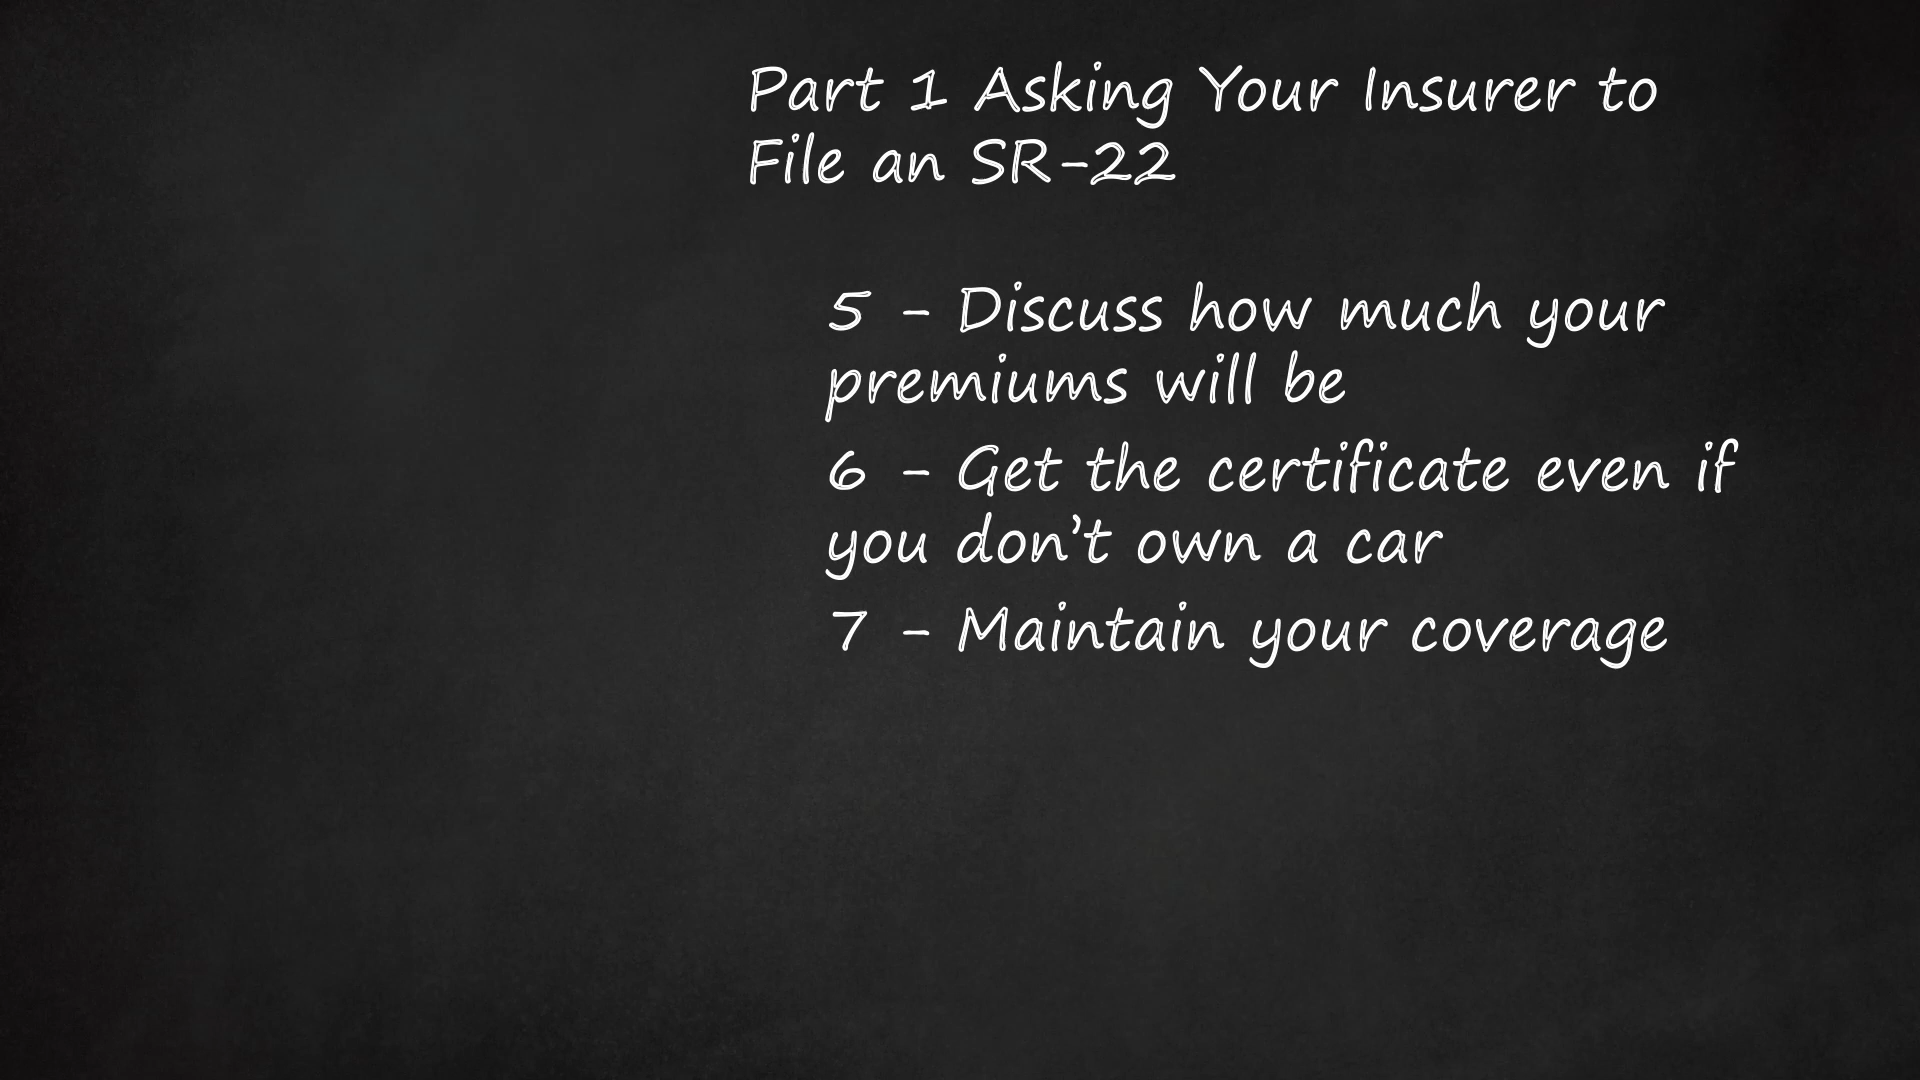 Part 1 Asking Your Insurer to
File an SR-22
5 - Discuss how much your
premiums will be
6 - Get the certificate even if
you don’t own a car
7 - Maintain your coverage